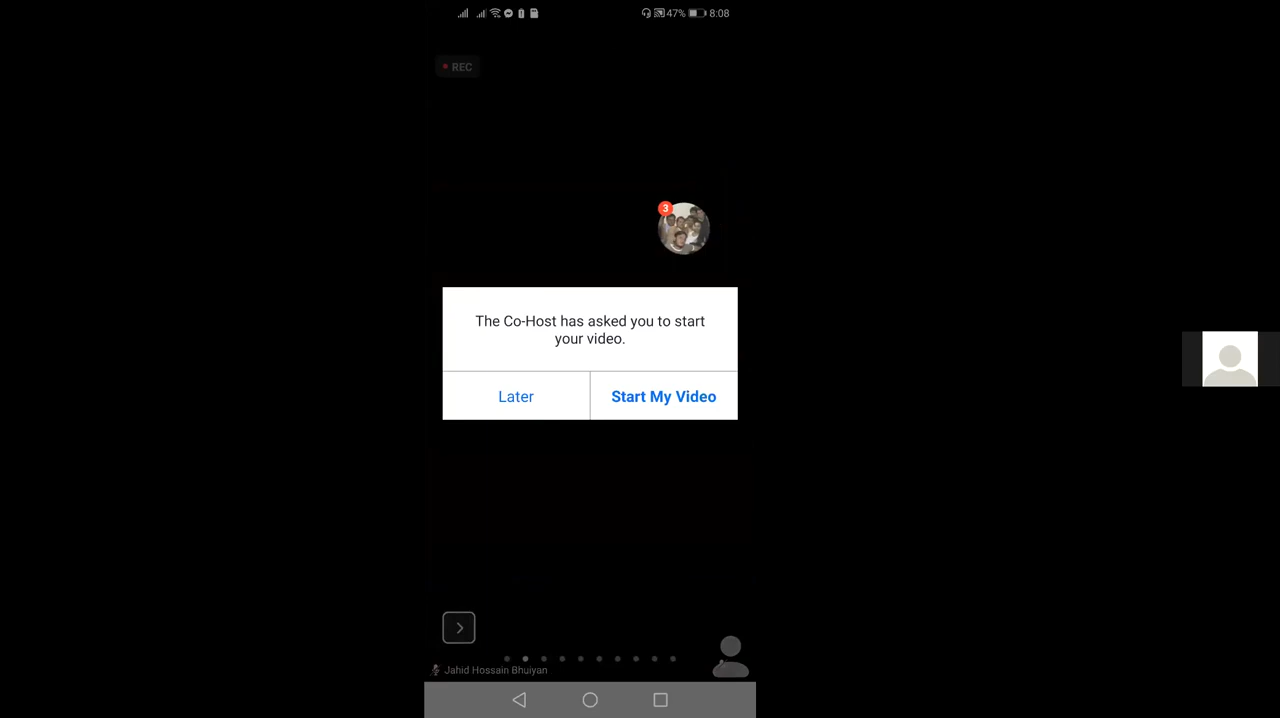 47% 8:08
REC
3
The Co-Host has asked you to start
your video.
Later Start My Video
Jahid Hossain Bhuiyan